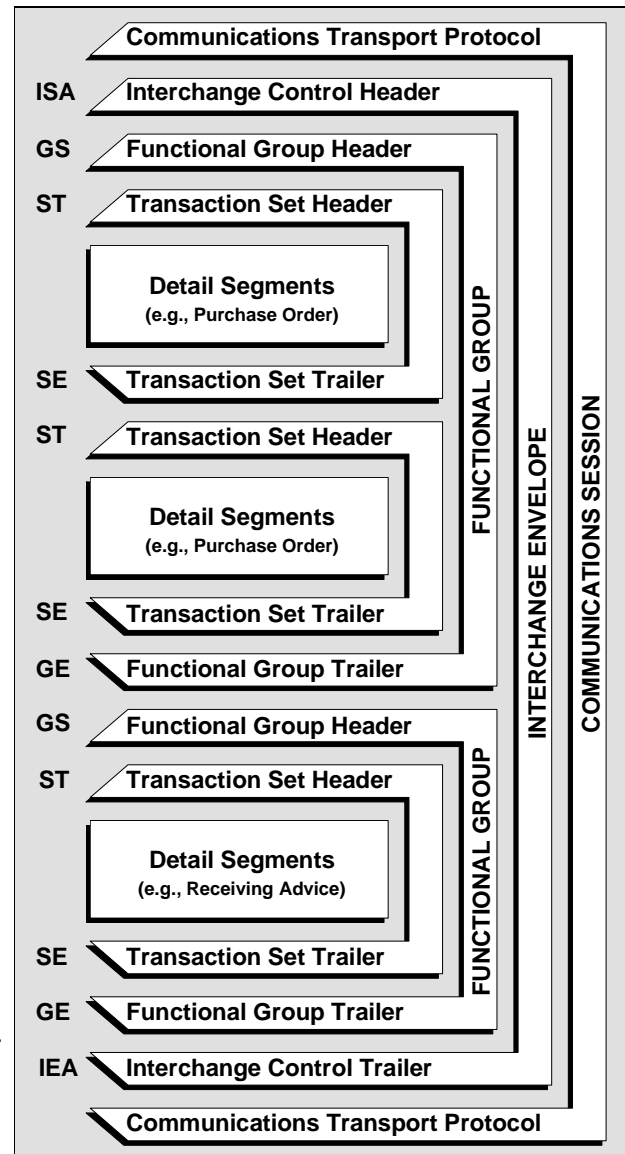 Communications Transport Protocol
ISA Interchange Control Header
GS Functional Group Header
ST Transaction Set Header
Detail Segments
(e.g., Purchase Order)
SE Transaction Set Trailer
ST Transaction Set Header
Detail Segments
(e.g., Purchase Order)
SE Transaction Set Trailer
GE Functional Group Trailer
FUNCTIONAL GROUP
GS Functional Group Header
ST Transaction Set Header
Detail Segments
(e.g., Receiving Advice)
SE Transaction Set Trailer
GE Functional Group Trailer
FUNCTIONAL GROUP
IEA Interchange Control Trailer
INTERCHANGE ENVELOPE
Communications Transport Protocol
COMMUNICATIONS SESSION